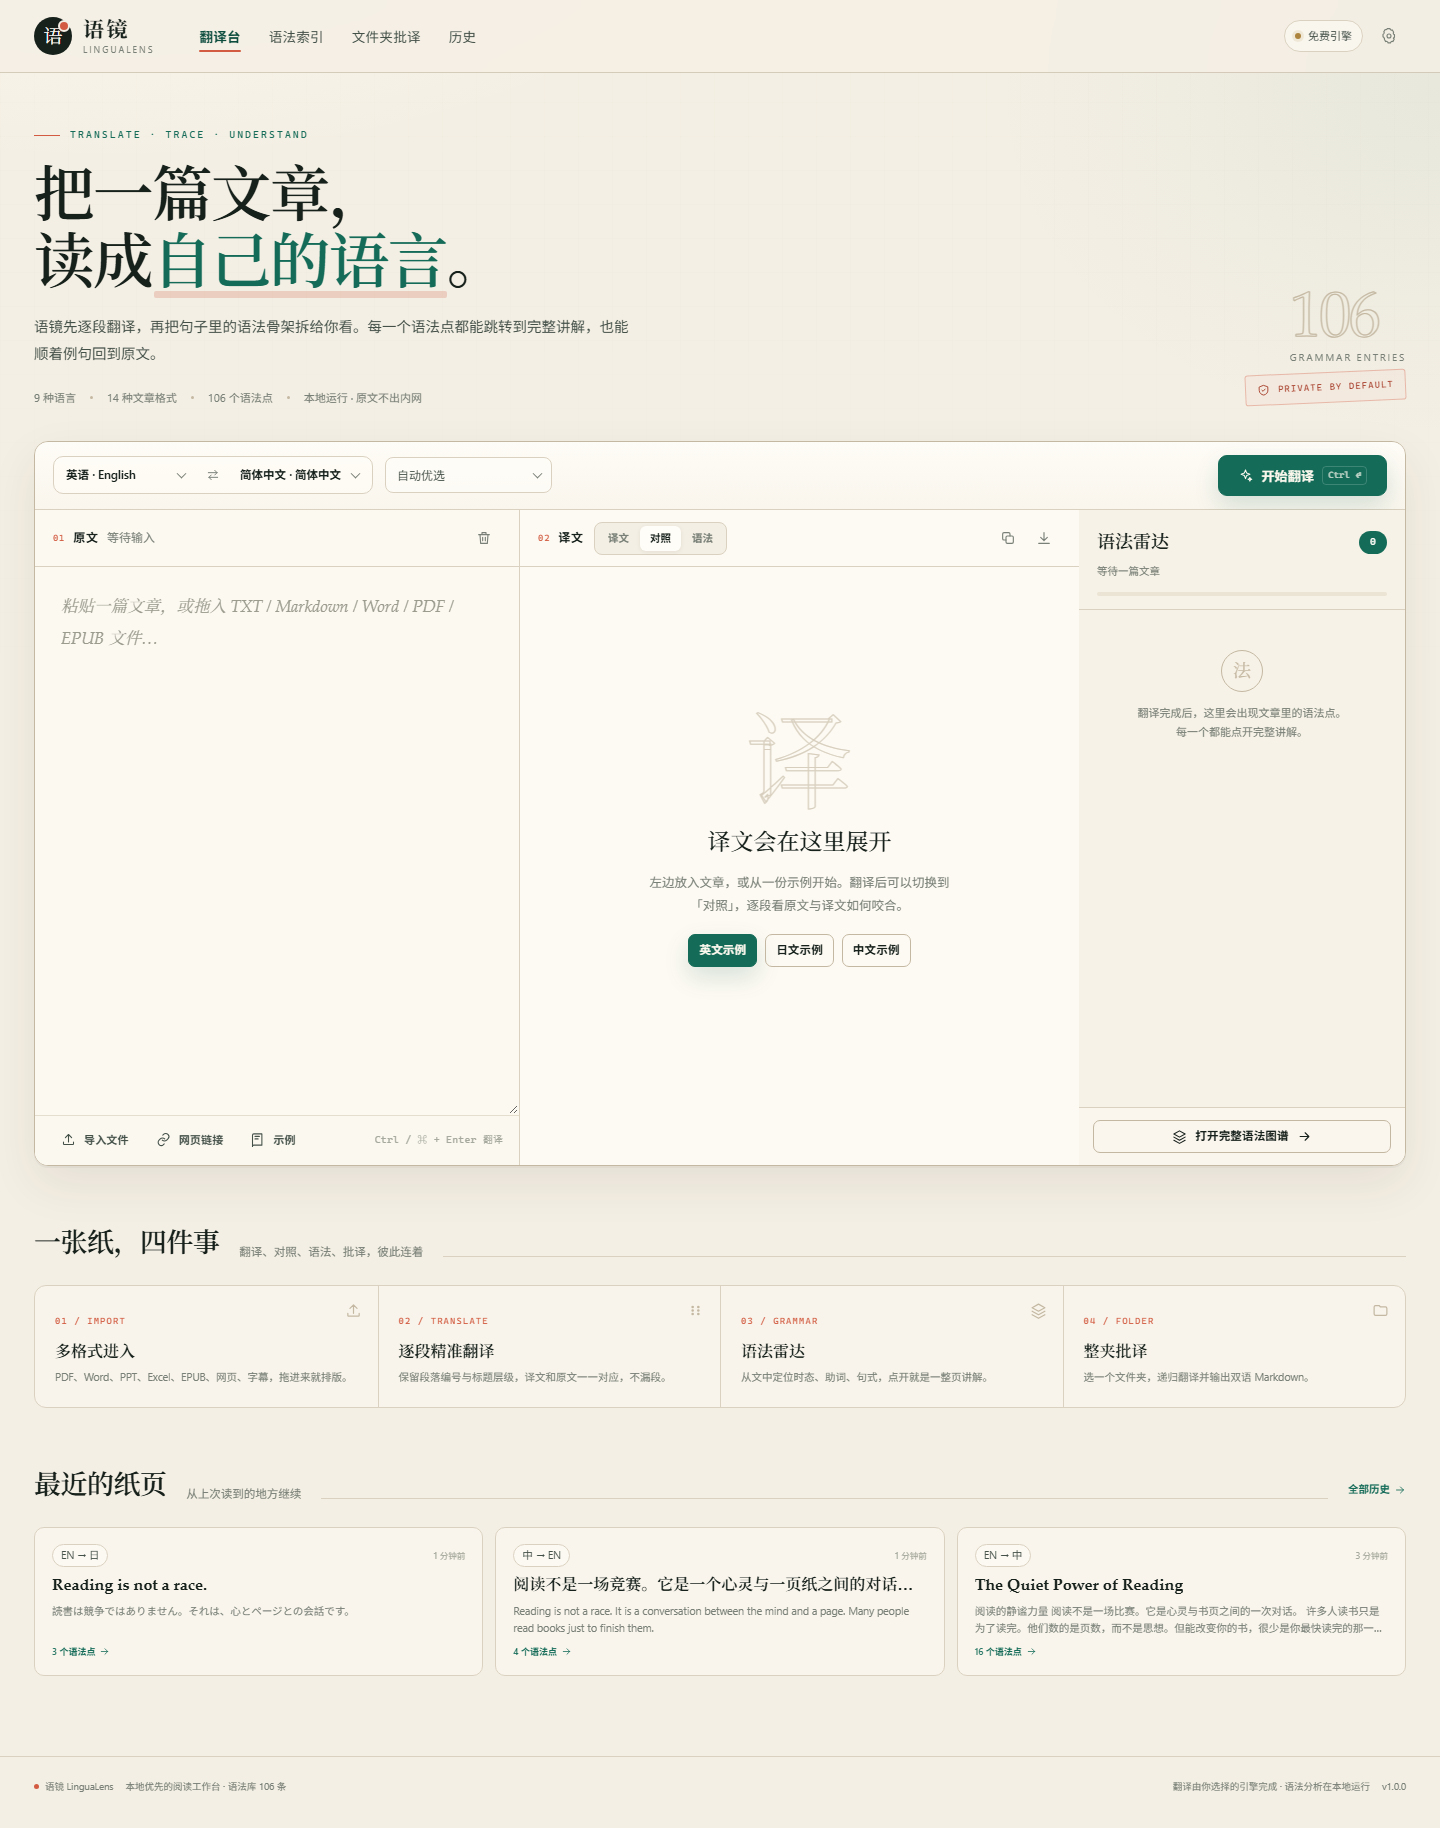 语
语镜
LINGUALENS
翻译台
语法索引
文件夹批译
历史
免费引擎
TRANSLATE · TRACE · UNDERSTAND
把一篇文章，
读成自己的语言。
语镜先逐段翻译，再把句子里的语法骨架拆给你看。每一个语法点都能跳转到完整讲解，也能
顺着例句回到原文。
9 种语言 • 14 种文章格式 • 106 个语法点 • 本地运行 · 原文不出内网
106
GRAMMAR ENTRIES
PRIVATE BY DEFAULT
英语 · English
简体中文 · 简体中文
自动优选
开始翻译 Ctrl ⏎
01 原文 等待输入
02 译文
译文
对照
语法
语法雷达
0
等待一篇文章
粘贴一篇文章，或拖入 TXT / Markdown / Word / PDF /
EPUB 文件…
译
译文会在这里展开
左边放入文章，或从一份示例开始。翻译后可以切换到
「对照」，逐段看原文与译文如何咬合。
英文示例
日文示例
中文示例
法
翻译完成后，这里会出现文章里的语法点。
每一个都能点开完整讲解。
导入文件
网页链接
示例
Ctrl / ⌘ + Enter 翻译
打开完整语法图谱 →
一张纸，四件事
翻译、对照、语法、批译，彼此连着
01 / IMPORT
多格式进入
PDF、Word、PPT、Excel、EPUB、网页、字幕，拖进来就排版。
02 / TRANSLATE
逐段精准翻译
保留段落编号与标题层级，译文和原文一一对应，不漏段。
03 / GRAMMAR
语法雷达
从文中定位时态、助词、句式，点开就是一整页讲解。
04 / FOLDER
整夹批译
选一个文件夹，递归翻译并输出双语 Markdown。
最近的纸页
从上次读到的地方继续
全部历史 →
EN → 日
1 分钟前
Reading is not a race.
読書は競争ではありません。それは、心とページとの会話です。
3 个语法点 →
中 → EN
1 分钟前
阅读不是一场竞赛。它是一个心灵与一页纸之间的对话…
Reading is not a race. It is a conversation between the mind and a page. Many people
read books just to finish them.
4 个语法点 →
EN → 中
3 分钟前
The Quiet Power of Reading
阅读的静谧力量 阅读不是一场比赛。它是心灵与书页之间的一次对话。 许多人读书只是
为了读完。他们数的是页数，而不是思想。但能改变你的书，很少是你最快读完的那一…
16 个语法点 →
语镜 LinguaLens
本地优先的阅读工作台 · 语法库 106 条
翻译由你选择的引擎完成 · 语法分析在本地运行
v1.0.0